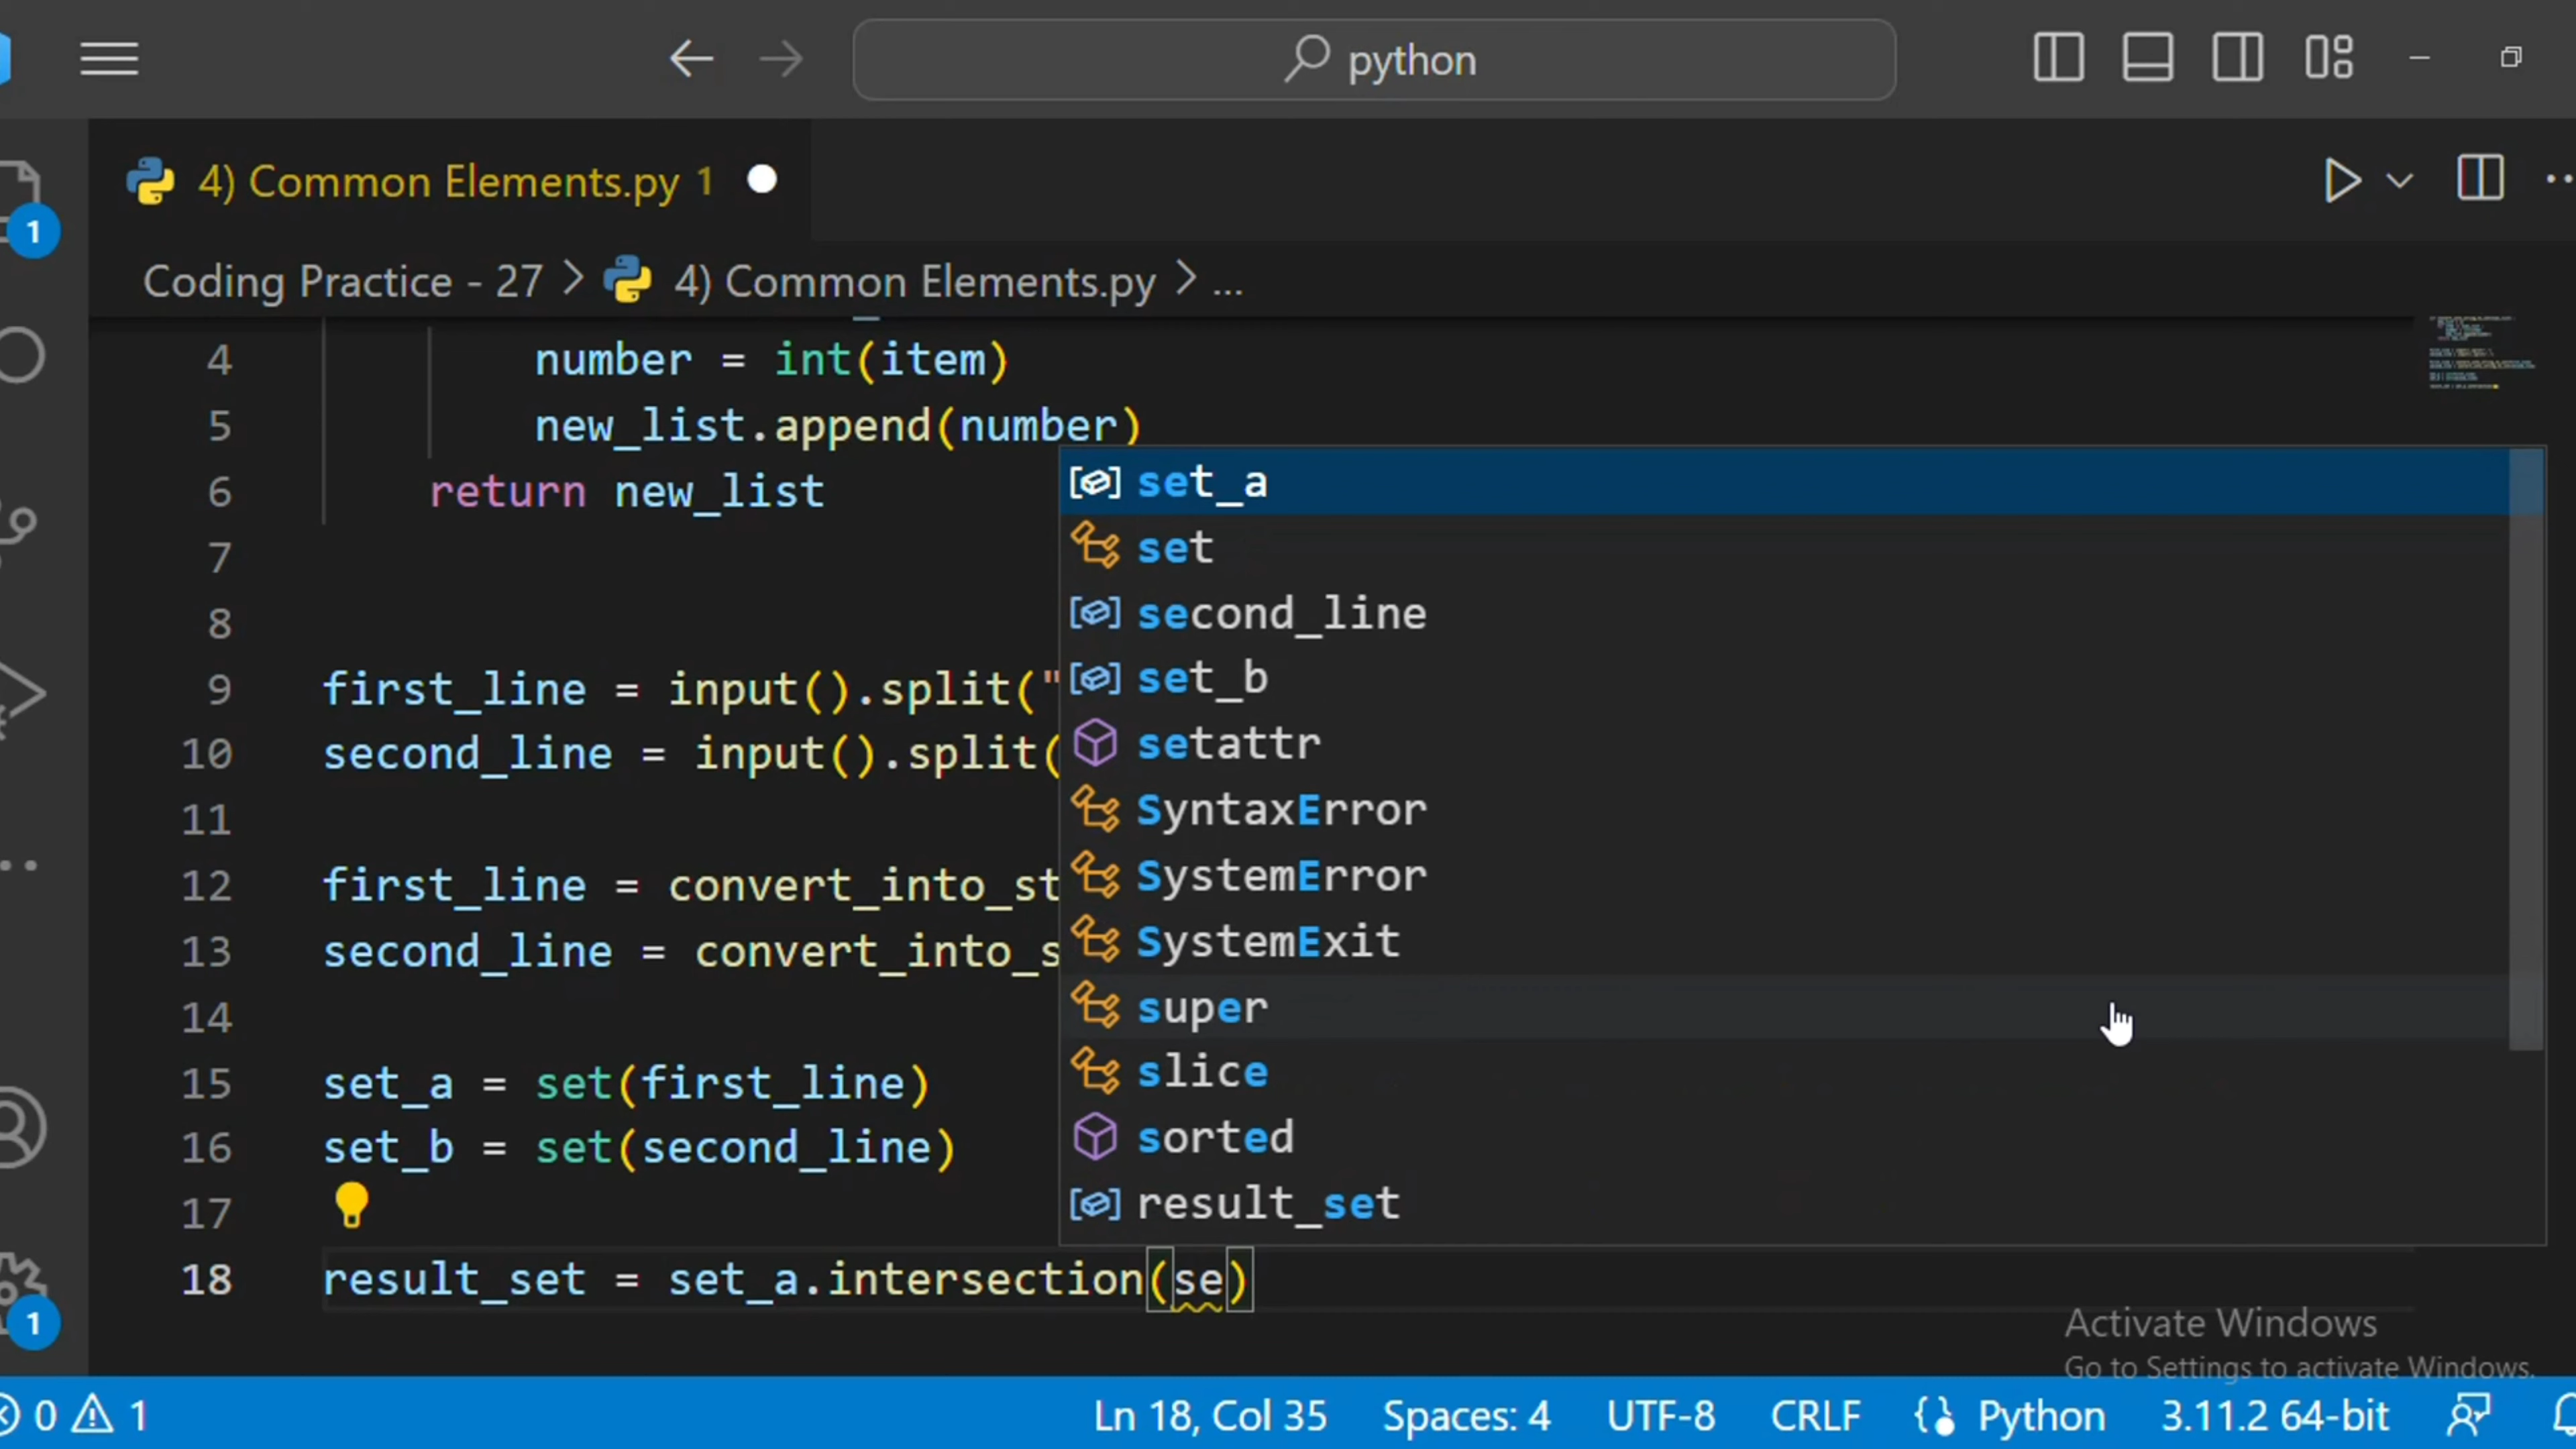 python
4) Common Elements.py 1
1
Coding Practice - 27 > 4) Common Elements.py > ...
4 number = int(item)
5 new_list.append(number)
6 return new_list
7
8
9 first_line = input().split("
10 second_line = input().split(
11
12 first_line = convert_into_st
13 second_line = convert_into_s
14
15 set_a = set(first_line)
16 set_b = set(second_line)
17
18 result_set = set_a.intersection(se)
set_a
set
second_line
set_b
setattr
SyntaxError
SystemError
SystemExit
super
slice
sorted
result_set
1
Activate Windows
Go to Settings to activate Windows.
0 1 Ln 18, Col 35 Spaces: 4 UTF-8 CRLF {} Python 3.11.2 64-bit